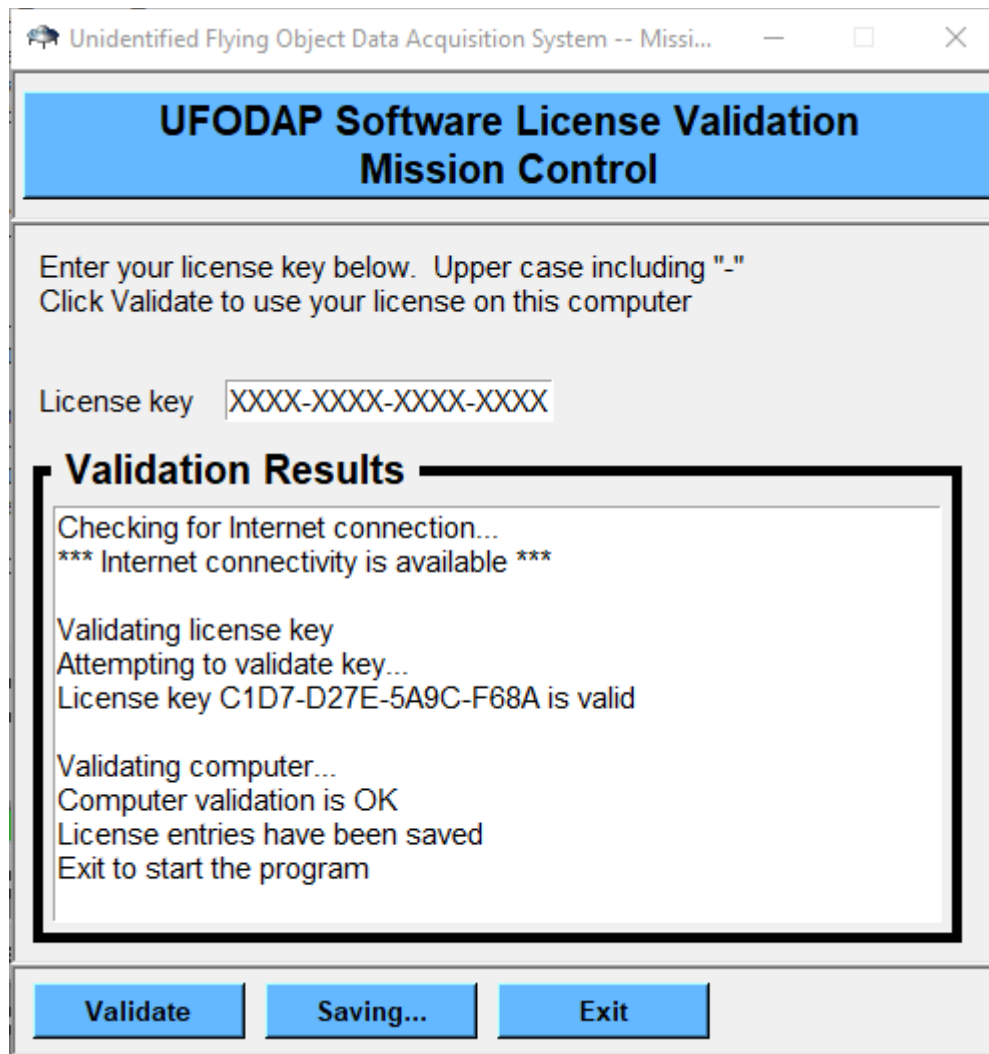 Unidentified Flying Object Data Acquisition System -- Missi...
UFODAP Software License Validation
Mission Control
Enter your license key below.  Upper case including "-"
Click Validate to use your license on this computer
License key XXXX-XXXX-XXXX-XXXX
Validation Results
Checking for Internet connection...
*** Internet connectivity is available ***
Validating license key
Attempting to validate key...
License key C1D7-D27E-5A9C-F68A is valid
Validating computer...
Computer validation is OK
License entries have been saved
Exit to start the program
Validate Saving... Exit